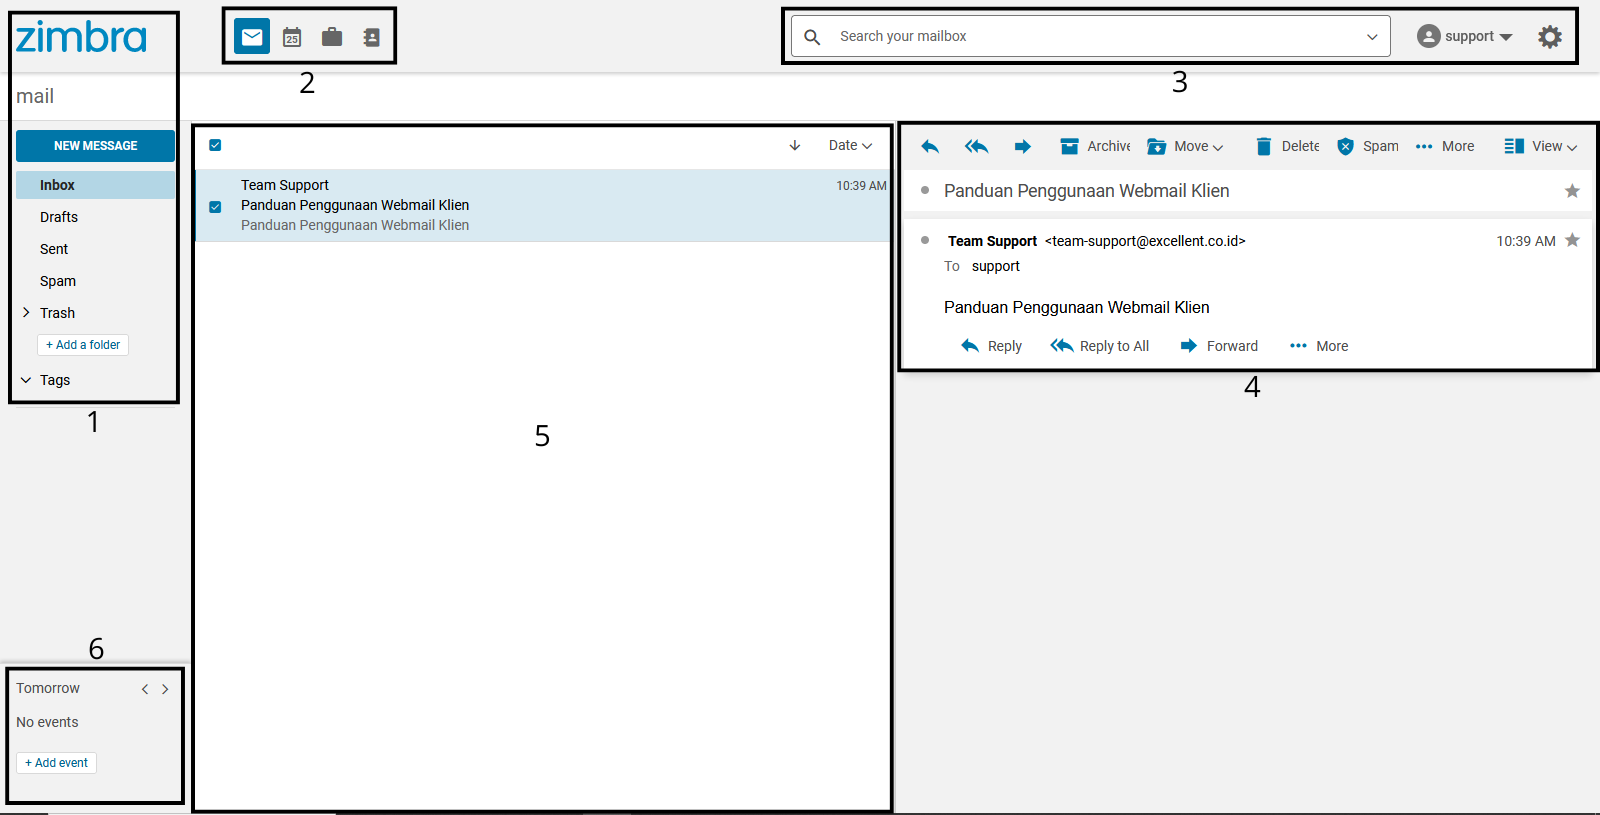 zimbra
25
Search your mailbox
support
2
3
mail
NEW MESSAGE
Inbox
Drafts
Sent
Spam
Trash
+ Add a folder
Tags
1
Date
Team Support
10:39 AM
Panduan Penggunaan Webmail Klien
Panduan Penggunaan Webmail Klien
5
Archive
Move
Delete
Spam
More
View
Panduan Penggunaan Webmail Klien
Team Support <team-support@excellent.co.id>
10:39 AM
To support
Panduan Penggunaan Webmail Klien
Reply
Reply to All
Forward
More
4
6
Tomorrow
No events
+ Add event